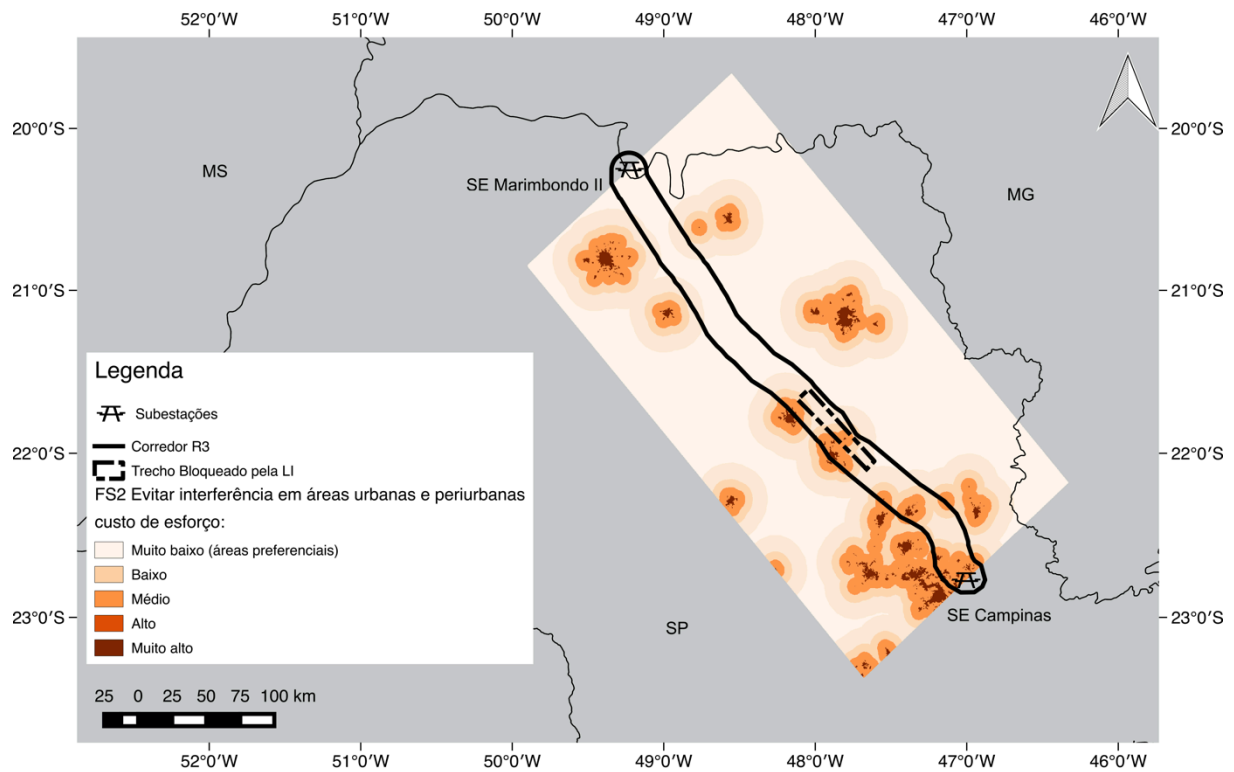 52°0′W 51°0′W 50°0′W 49°0′W 48°0′W 47°0′W 46°0′W
20°0′S 20°0′S
MS
SE Marimbondo II
MG
21°0′S 21°0′S
Legenda
Subestações
Corredor R3
22°0′S 22°0′S
Trecho Bloqueado pela LI
FS2 Evitar interferência em áreas urbanas e periurbanas
custo de esforço:
Muito baixo (áreas preferenciais)
Baixo
Médio
23°0′S 23°0′S
SE Campinas
SP
Alto
Muito alto
25 0 25 50 75 100 km
52°0′W 51°0′W 50°0′W 49°0′W 48°0′W 47°0′W 46°0′W